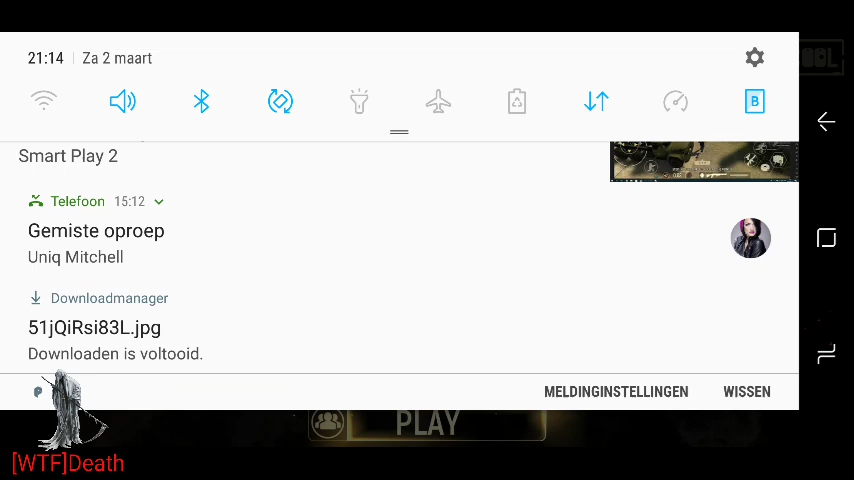 21:14 | Za 2 maart
B
Smart Play 2
Telefoon 15:12
Gemiste oproep
Uniq Mitchell
Downloadmanager
51jQiRsi83L.jpg
Downloaden is voltooid.
MELDINGINSTELLINGEN WISSEN
PLAY
[WTF]Death